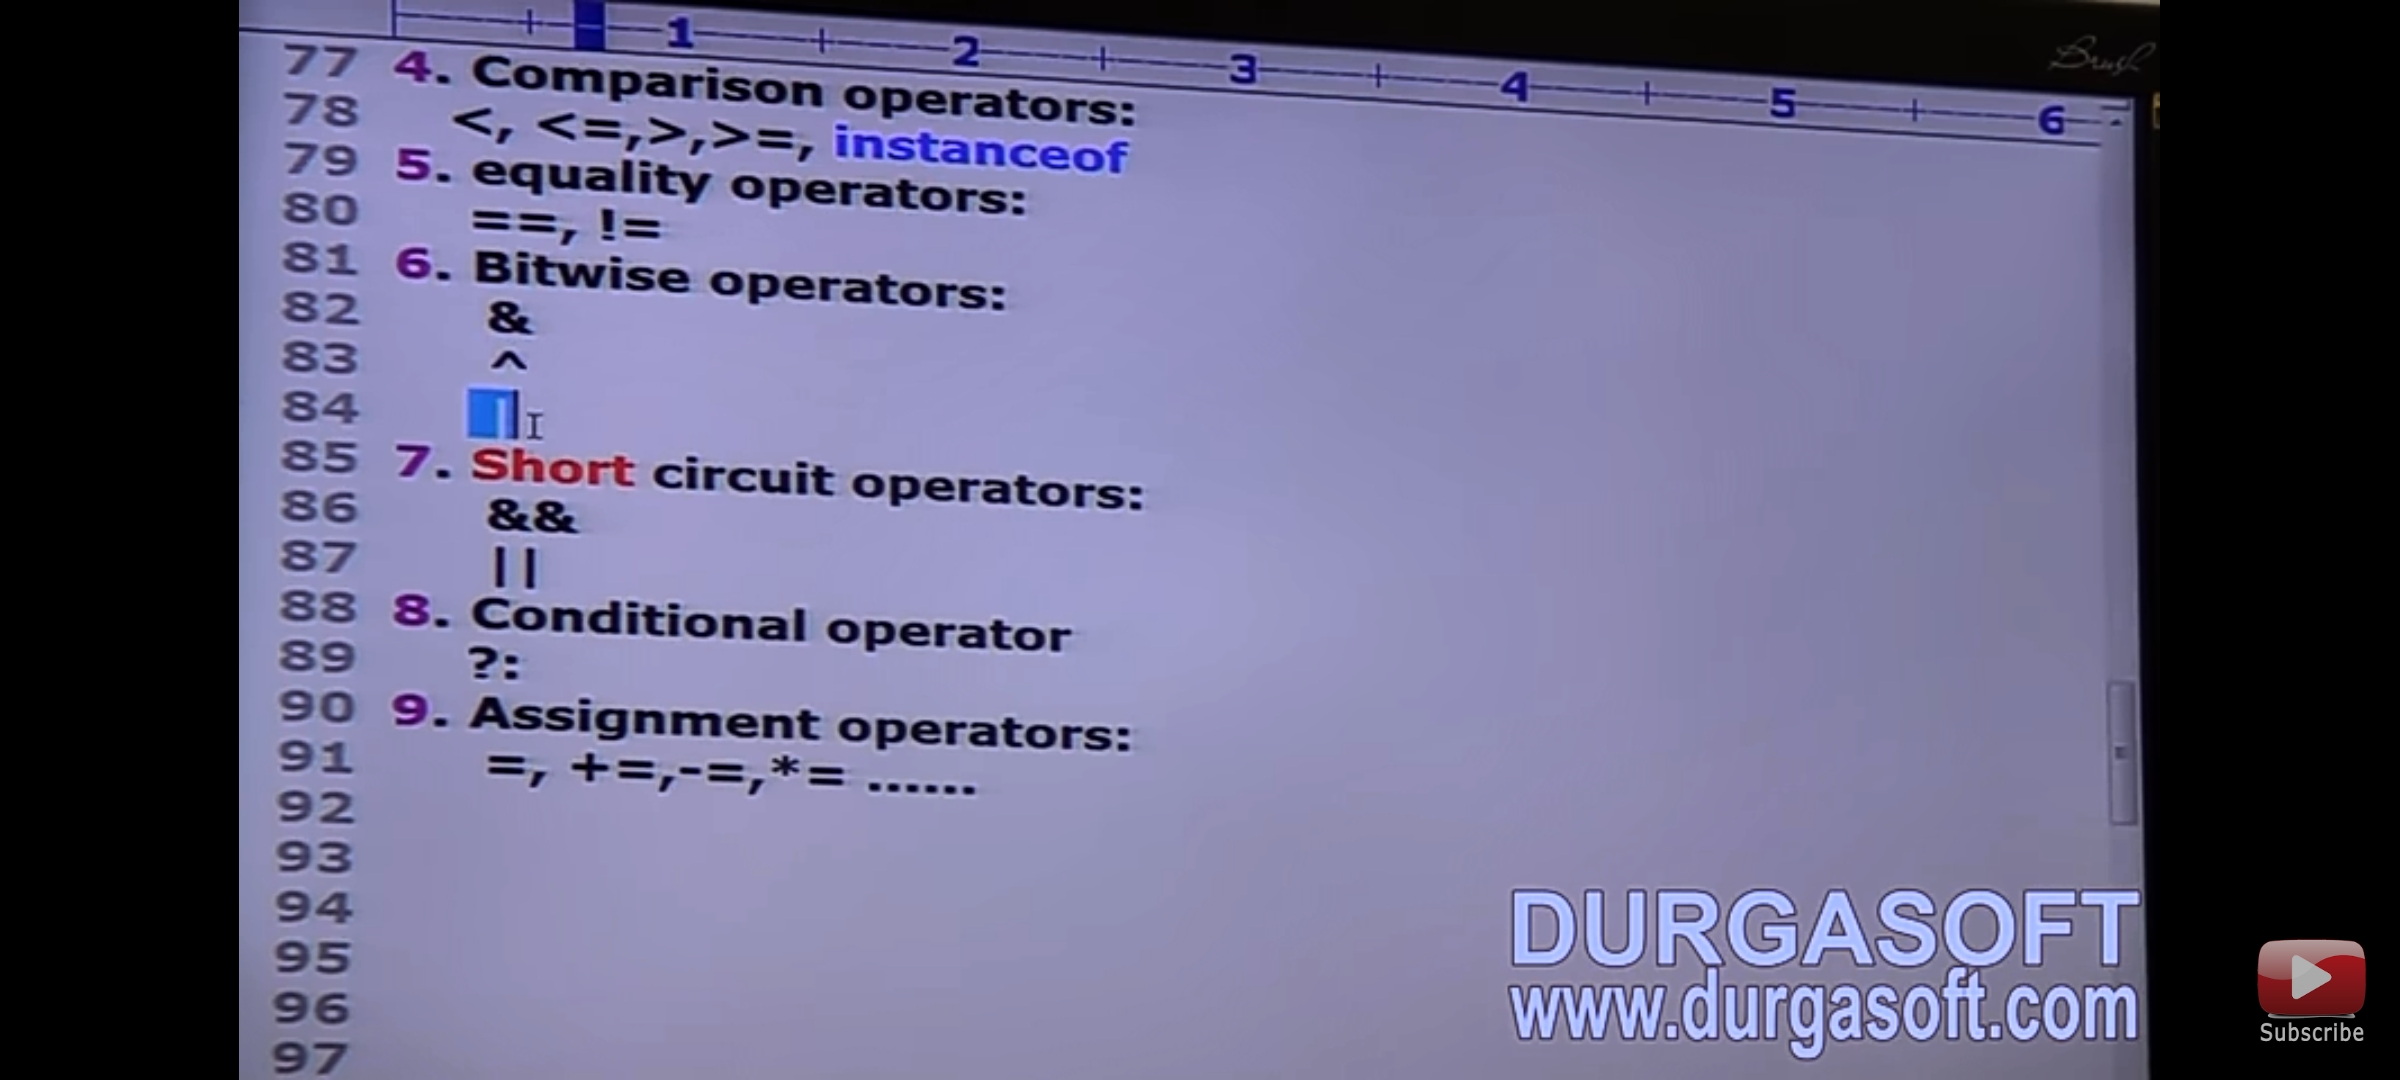 1 2 3 4 5 6
Brush
77 4. Comparison operators:
78 <, <=,>,>=, instanceof
79 5. equality operators:
80 ==, !=
81 6. Bitwise operators:
82 &
83 ^
84 |
85 7. Short circuit operators:
86 &&
87 ||
88 8. Conditional operator
89 ?:
90 9. Assignment operators:
91 =, +=,-=,*= ......
92
93
94
95
96
97
DURGASOFT
www.durgasoft.com
Subscribe